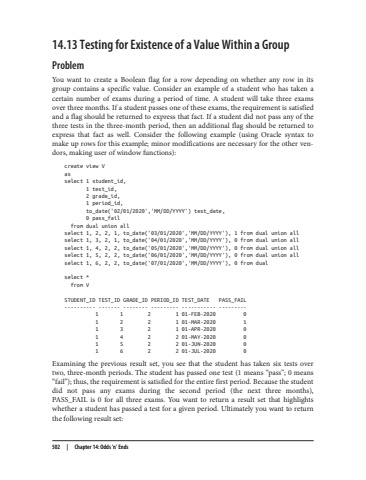 14.13 Testing for Existence of a Value Within a Group
Problem
You want to create a Boolean flag for a row depending on whether any row in its
group contains a specific value. Consider an example of a student who has taken a
certain number of exams during a period of time. A student will take three exams
over three months. If a student passes one of these exams, the requirement is satisfied
and a flag should be returned to express that fact. If a student did not pass any of the
three tests in the three-month period, then an additional flag should be returned to
express that fact as well. Consider the following example (using Oracle syntax to
make up rows for this example; minor modifications are necessary for the other ven-
dors, making user of window functions):
create view V
as
select 1 student_id,
1 test_id,
2 grade_id,
1 period_id,
to_date('02/01/2020','MM/DD/YYYY') test_date,
0 pass_fail
from dual union all
select 1, 2, 2, 1, to_date('03/01/2020','MM/DD/YYYY'), 1 from dual union all
select 1, 3, 2, 1, to_date('04/01/2020','MM/DD/YYYY'), 0 from dual union all
select 1, 4, 2, 2, to_date('05/01/2020','MM/DD/YYYY'), 0 from dual union all
select 1, 5, 2, 2, to_date('06/01/2020','MM/DD/YYYY'), 0 from dual union all
select 1, 6, 2, 2, to_date('07/01/2020','MM/DD/YYYY'), 0 from dual
select *
from V
STUDENT_ID TEST_ID GRADE_ID PERIOD_ID TEST_DATE PASS_FAIL
---------- ------- -------- ---------- ----------- ---------
1 1 2 1 01-FEB-2020 0
1 2 2 1 01-MAR-2020 1
1 3 2 1 01-APR-2020 0
1 4 2 2 01-MAY-2020 0
1 5 2 2 01-JUN-2020 0
1 6 2 2 01-JUL-2020 0
Examining the previous result set, you see that the student has taken six tests over
two, three-month periods. The student has passed one test (1 means "pass"; 0 means
"fail"); thus, the requirement is satisfied for the entire first period. Because the student
did not pass any exams during the second period (the next three months),
PASS_FAIL is 0 for all three exams. You want to return a result set that highlights
whether a student has passed a test for a given period. Ultimately you want to return
the following result set:
502 | Chapter 14: Odds 'n' Ends